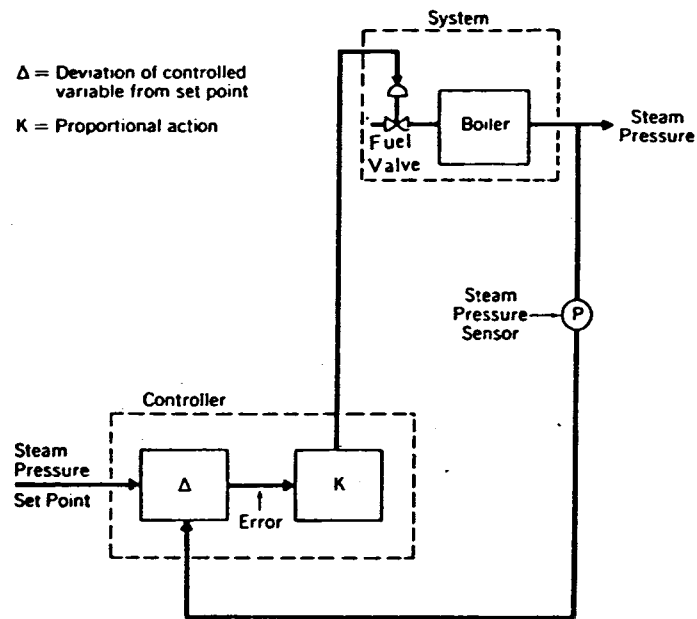 System
Δ = Deviation of controlled
variable from set point
K = Proportional action
Boiler
Fuel
Valve
Steam
Pressure
Steam
Pressure
Sensor
P
Controller
Steam
Pressure
Set Point
Δ
Error
K